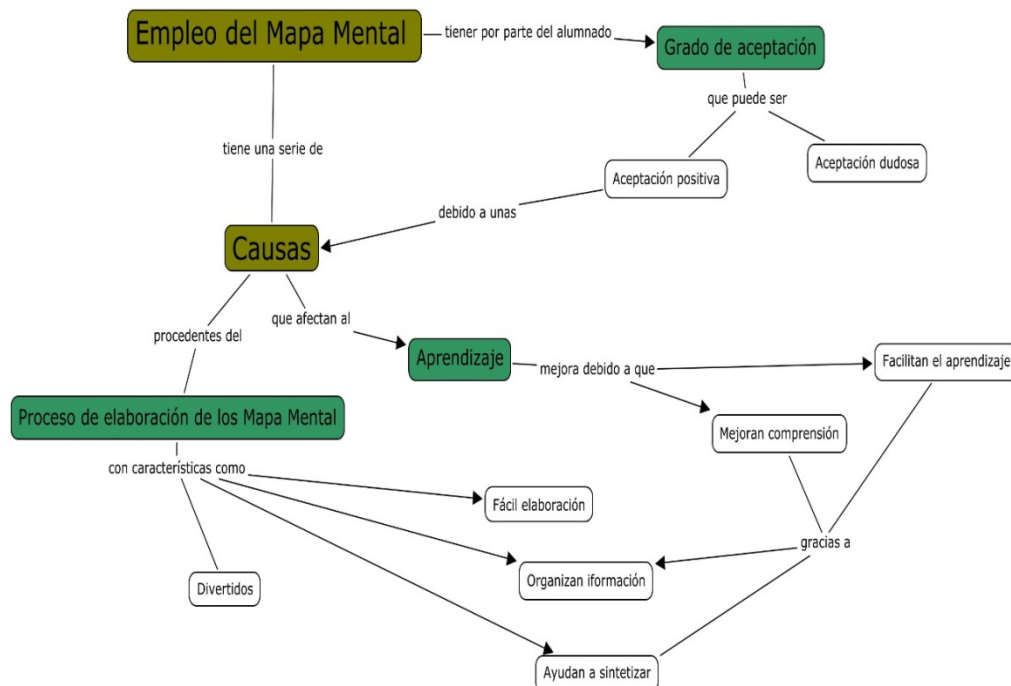 Empleo del Mapa Mental
tiener por parte del alumnado
Grado de aceptación
que puede ser
Aceptación dudosa
Aceptación positiva
tiene una serie de
debido a unas
Causas
procedentes del
que afectan al
Aprendizaje
mejora debido a que
Facilitan el aprendizaje
Proceso de elaboración de los Mapa Mental
Mejoran comprensión
con características como
Fácil elaboración
gracias a
Organizan iformación
Divertidos
Ayudan a sintetizar